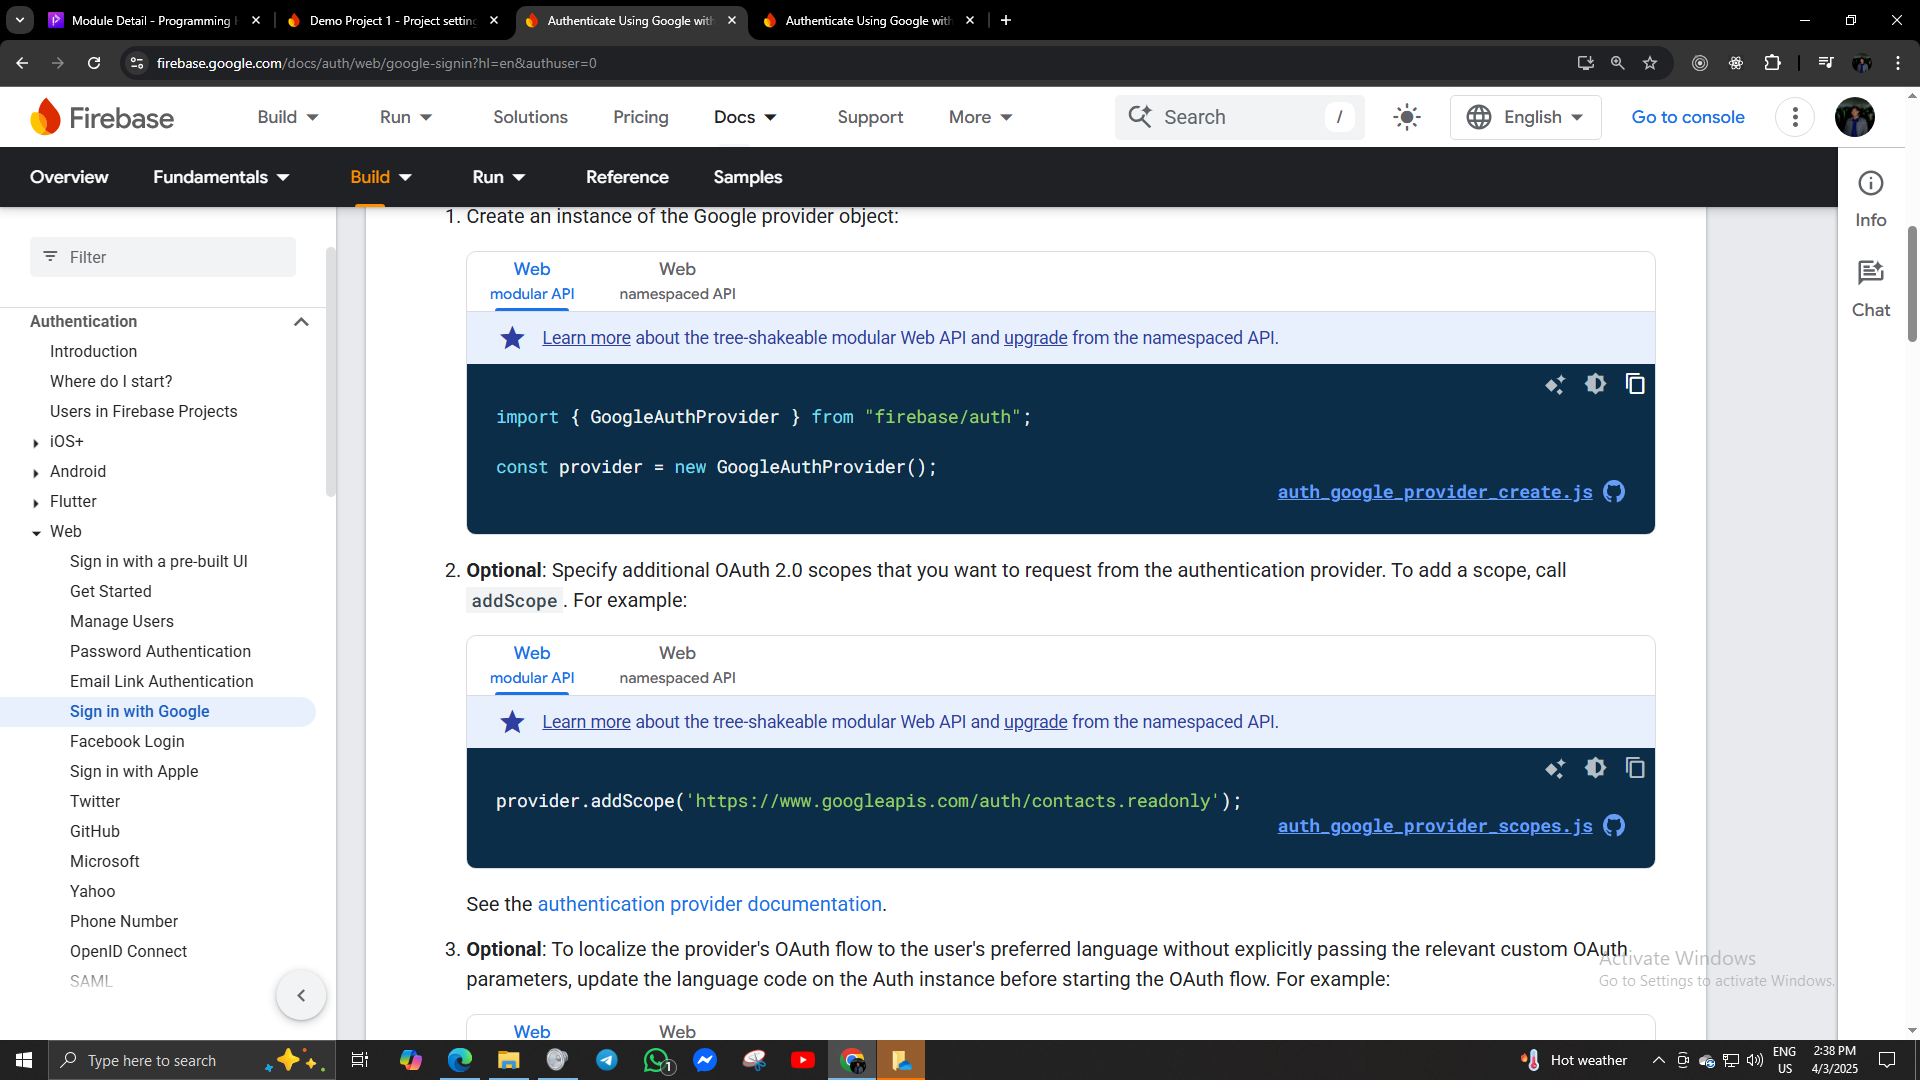 Module Detail - Programming H
Demo Project 1 - Project setting
Authenticate Using Google with
Authenticate Using Google with
firebase.google.com/docs/auth/web/google-signin?hl=en&authuser=0
Firebase
Build
Run
Solutions
Pricing
Docs
Support
More
Search
/
English
Go to console
Overview
Fundamentals
Build
Run
Reference
Samples
Info
Chat
Filter
Authentication
Introduction
Where do I start?
Users in Firebase Projects
iOS+
Android
Flutter
Web
Sign in with a pre-built UI
Get Started
Manage Users
Password Authentication
Email Link Authentication
Sign in with Google
Facebook Login
Sign in with Apple
Twitter
GitHub
Microsoft
Yahoo
Phone Number
OpenID Connect
SAML
1. Create an instance of the Google provider object:
Web
modular API
Web
namespaced API
Learn more about the tree-shakeable modular Web API and upgrade from the namespaced API.
import { GoogleAuthProvider } from "firebase/auth";
const provider = new GoogleAuthProvider();
auth_google_provider_create.js
2. Optional: Specify additional OAuth 2.0 scopes that you want to request from the authentication provider. To add a scope, call
addScope. For example:
Web
modular API
Web
namespaced API
Learn more about the tree-shakeable modular Web API and upgrade from the namespaced API.
provider.addScope('https://www.googleapis.com/auth/contacts.readonly');
auth_google_provider_scopes.js
See the authentication provider documentation.
3. Optional: To localize the provider's OAuth flow to the user's preferred language without explicitly passing the relevant custom OAuth
parameters, update the language code on the Auth instance before starting the OAuth flow. For example:
Web
Web
Activate Windows
Go to Settings to activate Windows.
Type here to search
1
Hot weather
ENG
US
2:38 PM
4/3/2025